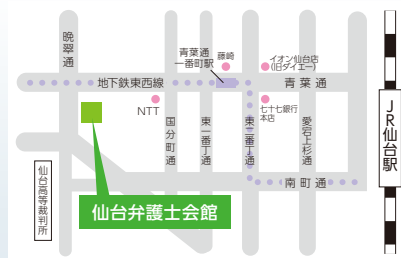 晩翠通
青葉通
一番町駅
藤崎
イオン仙台店
(旧ダイエー)
地下鉄東西線
青葉通
NTT
七十七銀行
本店
国分町通
東一番丁通
東二番丁通
愛宕上杉通
JR仙台駅
南町通
仙台高等裁判所
仙台弁護士会館